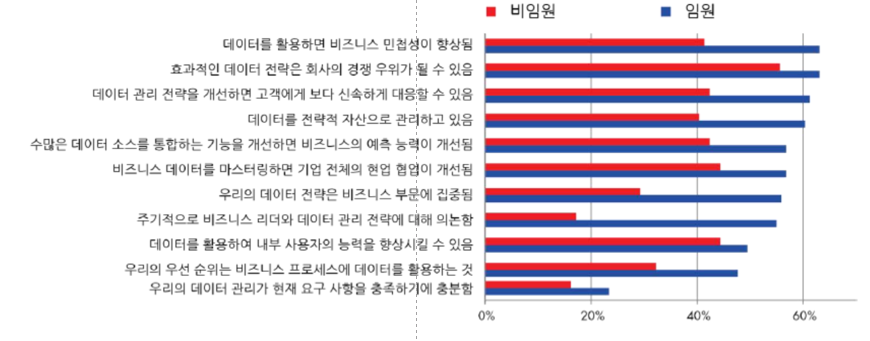 비임원 임원
데이터를 활용하면 비즈니스 민첩성이 향상됨
효과적인 데이터 전략은 회사의 경쟁 우위가 될 수 있음
데이터 관리 전략을 개선하면 고객에게 보다 신속하게 대응할 수 있음
데이터를 전략적 자산으로 관리하고 있음
수많은 데이터 소스를 통합하는 기능을 개선하면 비즈니스의 예측 능력이 개선됨
비즈니스 데이터를 마스터링하면 기업 전체의 현업 협업이 개선됨
우리의 데이터 전략은 비즈니스 부문에 집중됨
주기적으로 비즈니스 리더와 데이터 관리 전략에 대해 의논함
데이터를 활용하여 내부 사용자의 능력을 향상시킬 수 있음
우리의 우선 순위는 비즈니스 프로세스에 데이터를 활용하는 것
우리의 데이터 관리가 현재 요구 사항을 충족하기에 충분함
0% 20% 40% 60%